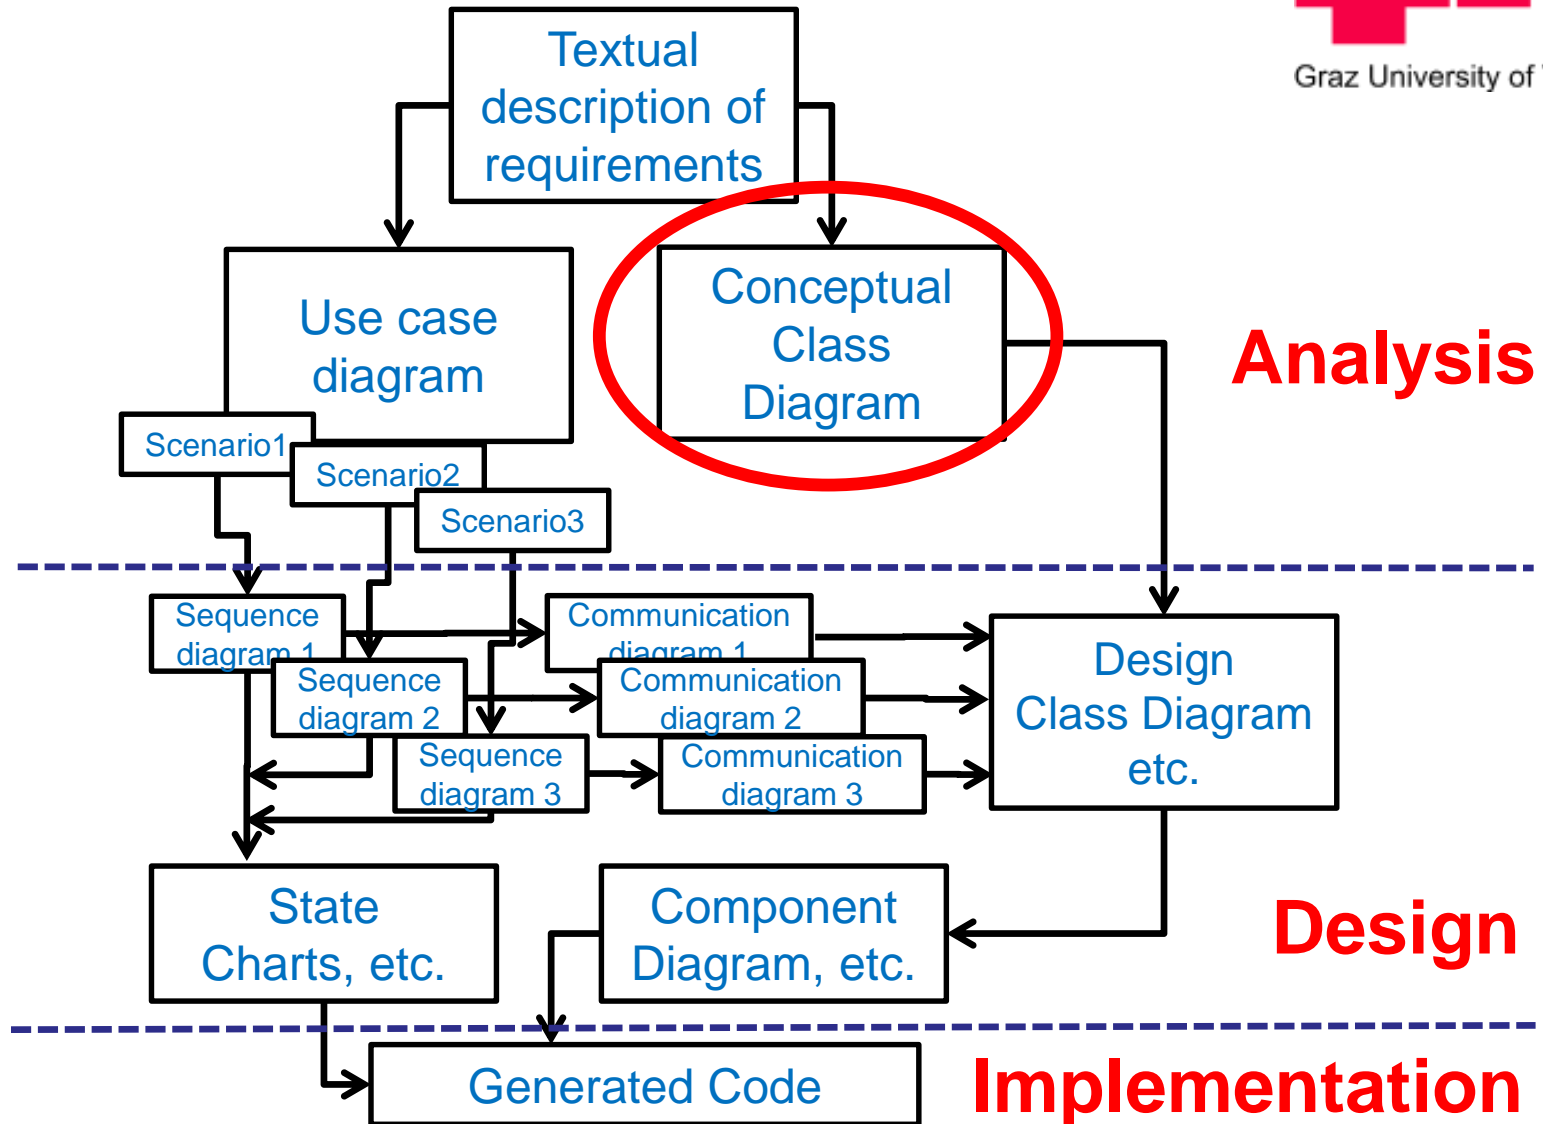 Textual
description of
requirements
Graz University of
Use case
diagram
Conceptual
Class
Diagram
Analysis
Scenario1
Scenario2
Scenario3
Sequence
diagram 1
Communication
diagram 1
Sequence
diagram 2
Communication
diagram 2
Sequence
diagram 3
Communication
diagram 3
Design
Class Diagram
etc.
State
Charts, etc.
Component
Diagram, etc.
Design
Generated Code
Implementation